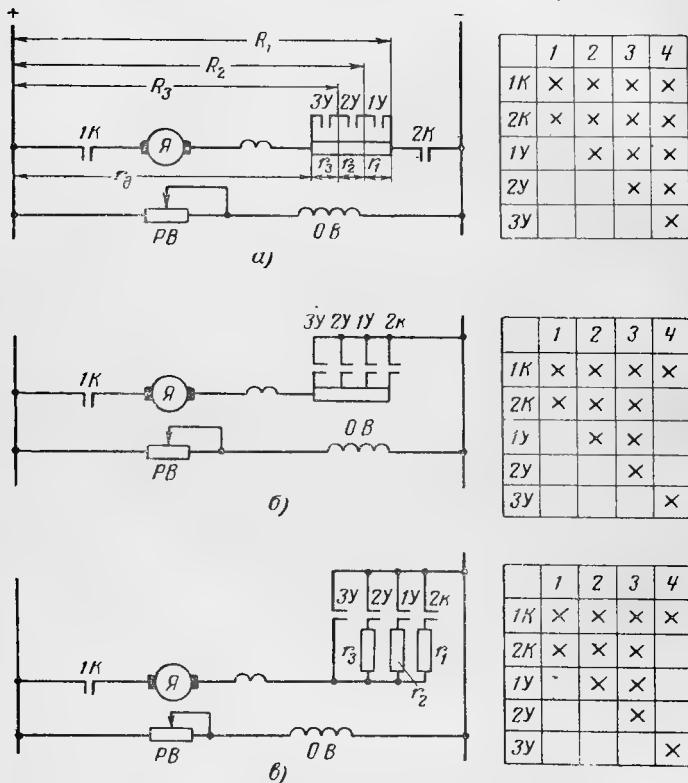 + −
R₁
R₂
R₃
3У 2У 1У
1К Я 2К
r₃ r₂ r₁
r∂
РВ ОВ
а)
1 2 3 4
1К × × × ×
2К × × × ×
1У × × ×
2У × ×
3У ×
3У 2У 1У 2к
1К Я
ОВ
РВ
б)
1 2 3 4
1К × × × ×
2К × × ×
1У × ×
2У ×
3У ×
3У 2У 1У 2к
r₃ r₁
1К Я r₂
РВ ОВ
в)
1 2 3 4
1К × × × ×
2К × × ×
1У × ×
2У ×
3У ×